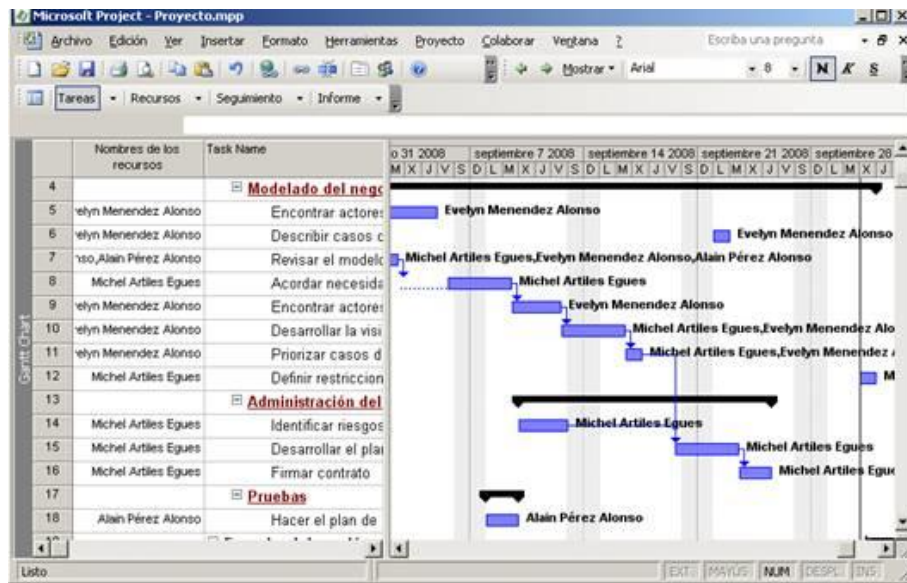 Microsoft Project - Proyecto.mpp
Archivo Edición Ver Insertar Formato Herramientas Proyecto Colaborar Ventana ? Escriba una pregunta
Mostrar Arial 8 N K S
Tareas Recursos Seguimiento Informe
Nombres de los recursos Task Name o 31 2008 septiembre 7 2008 septiembre 14 2008 septiembre 21 2008 septiembre 28
M X J V S D L M X J V S D L M X J V S D L M X J V S D L M X J
4 Modelado del nego
5 velyn Menendez Alonso Encontrar actores Evelyn Menendez Alonso
6 velyn Menendez Alonso Describir casos d Evelyn Menendez Alonso
7 nso,Alain Pérez Alonso Revisar el modelo Michel Artiles Egues,Evelyn Menendez Alonso,Alain Pérez Alonso
8 Michel Artiles Egues Acordar necesida Michel Artiles Egues
9 velyn Menendez Alonso Encontrar actores Evelyn Menendez Alonso
10 velyn Menendez Alonso Desarrollar la visi Michel Artiles Egues,Evelyn Menendez Alo
11 velyn Menendez Alonso Priorizar casos d Michel Artiles Egues,Evelyn Menendez
12 Michel Artiles Egues Definir restriccion M
13 Administración del
14 Michel Artiles Egues Identificar riesgos Michel Artiles Egues
15 Michel Artiles Egues Desarrollar el plan Michel Artiles Egues
16 Michel Artiles Egues Firmar contrato Michel Artiles Egue
17 Pruebas
18 Alain Pérez Alonso Hacer el plan de Alain Pérez Alonso
Gantt Chart
Listo EXT MAYÚS NUM DESPL INS